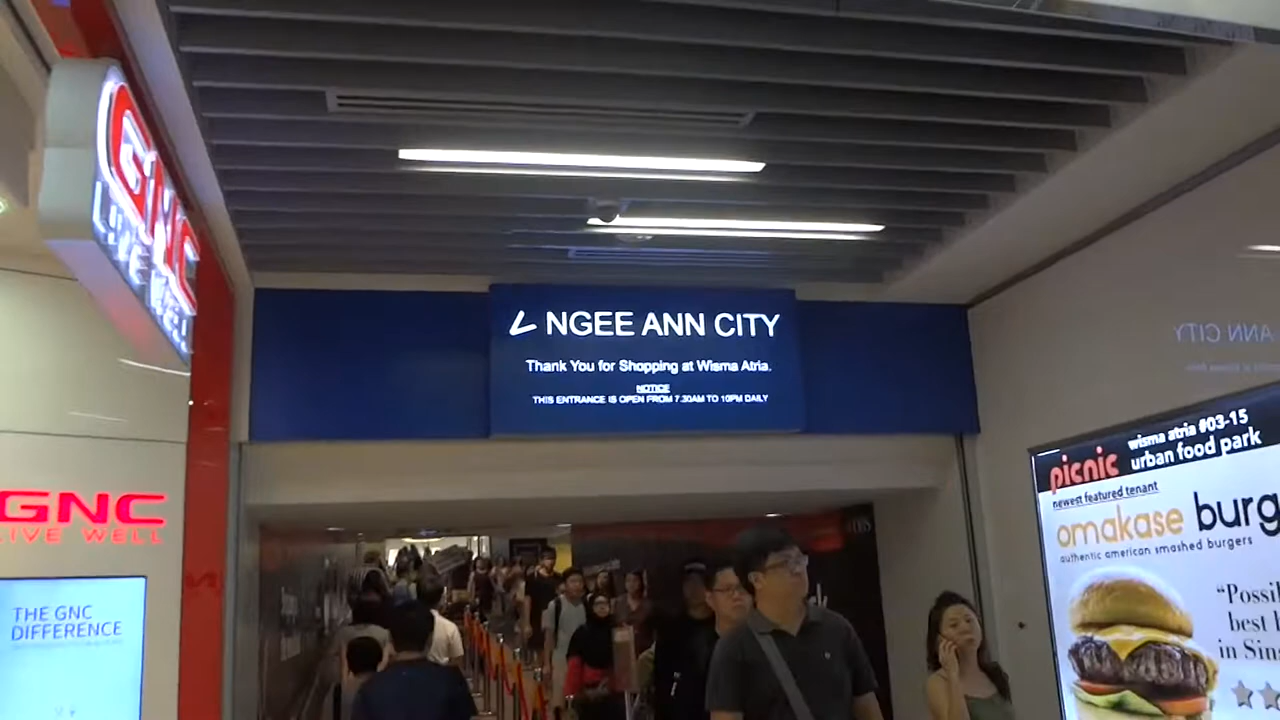 GNC
LIVE WELL
NGEE ANN CITY
Thank You for Shopping at Wisma Atria.
NOTICE
THIS ENTRANCE IS OPEN FROM 7.30AM TO 10PM DAILY
GNC
LIVE WELL
THE GNC
DIFFERENCE
ANN CITY
picnic
wisma atria #03-15
urban food park
newest featured tenant
omakase burg
authentic american smashed burgers
"Possi
best
in Sin